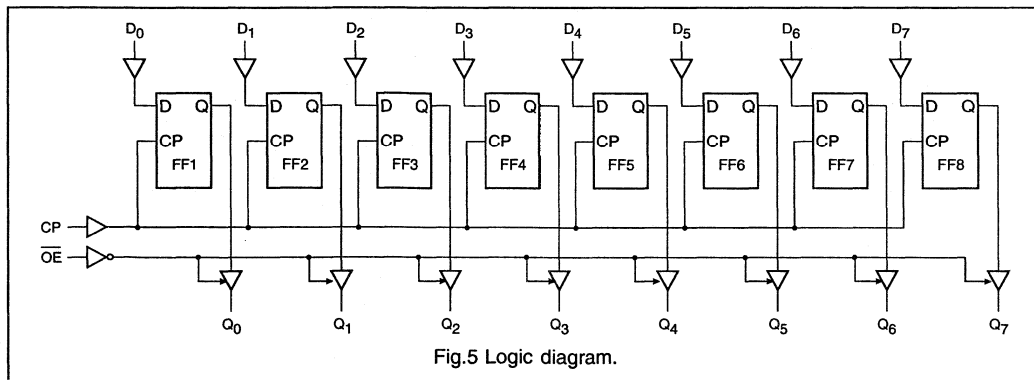 D0 D1 D2 D3 D4 D5 D6 D7
D Q D Q D Q D Q D Q D Q D Q D Q
CP CP CP CP CP CP CP CP
FF1 FF2 FF3 FF4 FF5 FF6 FF7 FF8
CP
OE
Q0 Q1 Q2 Q3 Q4 Q5 Q6 Q7
Fig.5 Logic diagram.